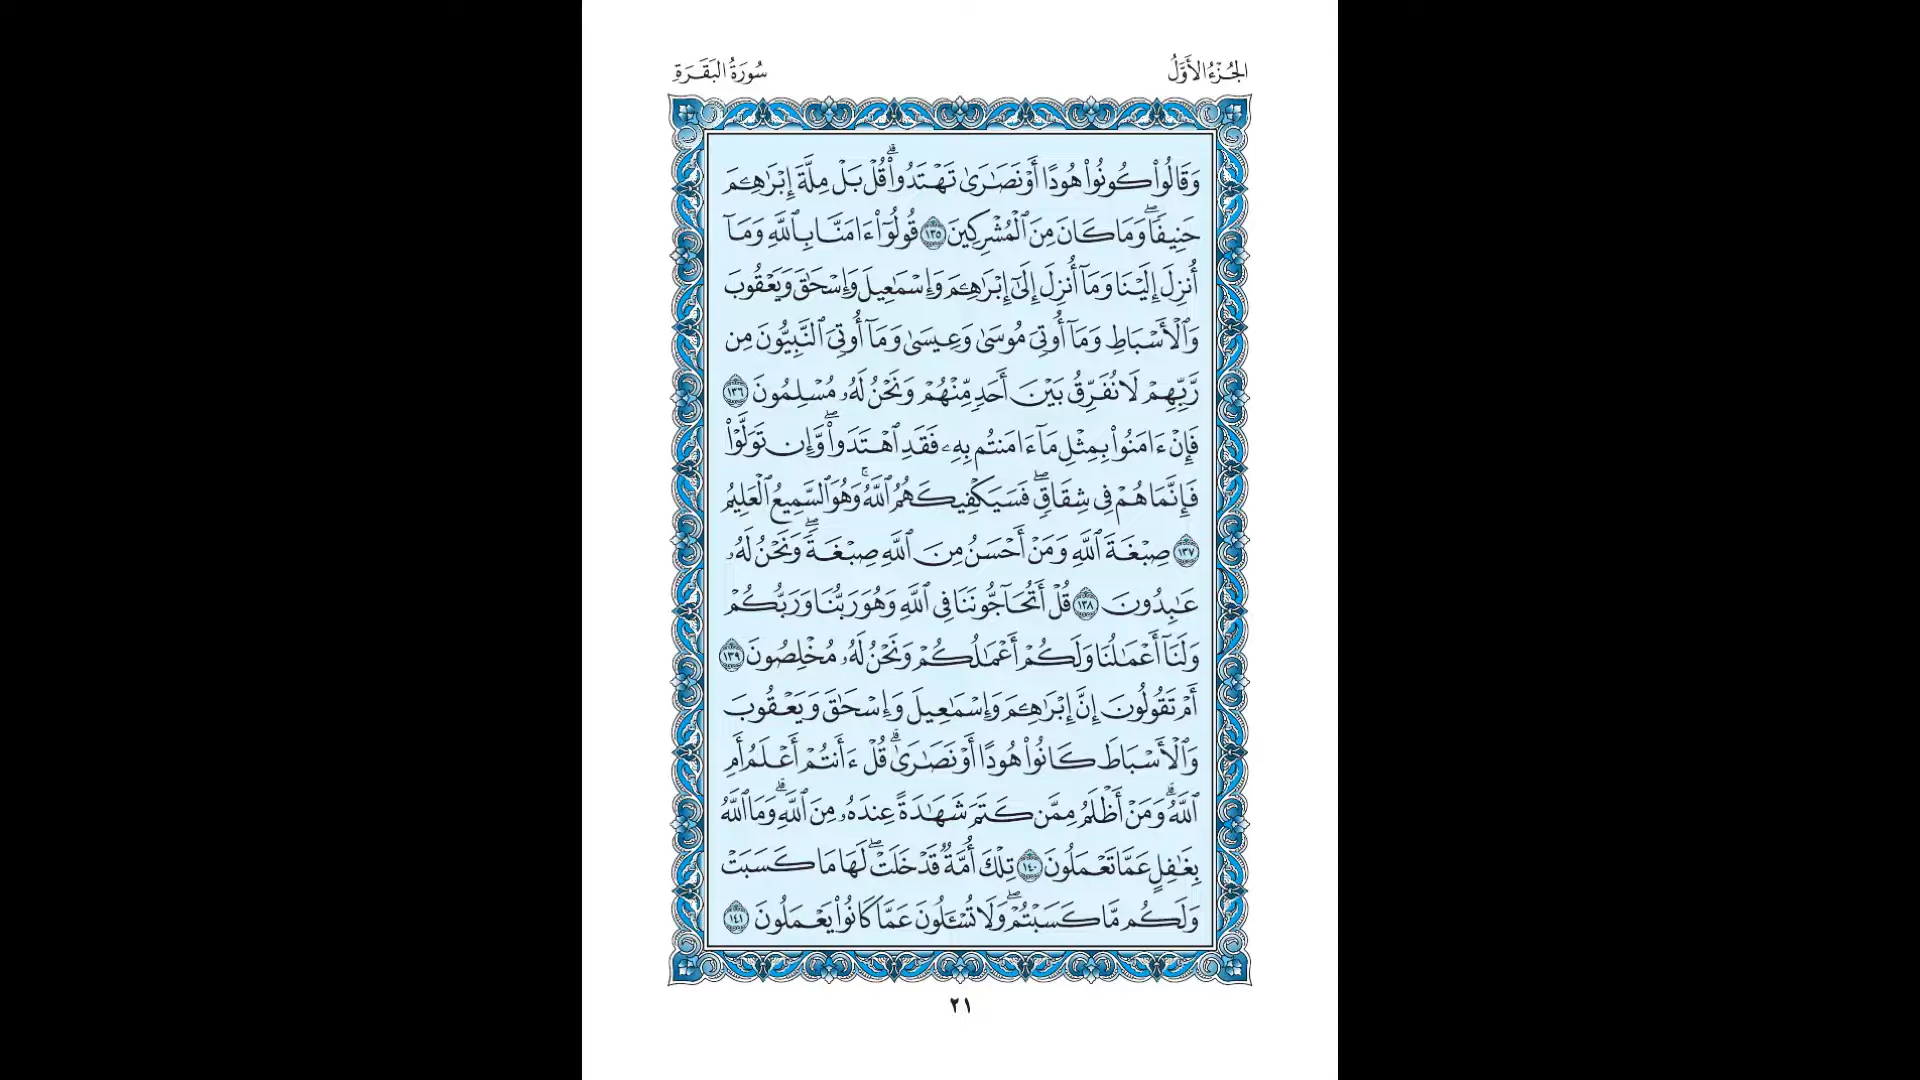 الجُزْءُ الأَوَّلُ
سُورَةُ البَقَرَةِ
وَقَالُوا۟ كُونُوا۟ هُودًا أَوْ نَصَٰرَىٰ تَهْتَدُوا۟ ۗ قُلْ بَلْ مِلَّةَ إِبْرَٰهِـۧمَ
حَنِيفًا ۖ وَمَا كَانَ مِنَ ٱلْمُشْرِكِينَ ١٣٥ قُولُوٓا۟ ءَامَنَّا بِٱللَّهِ وَمَآ
أُنزِلَ إِلَيْنَا وَمَآ أُنزِلَ إِلَىٰٓ إِبْرَٰهِـۧمَ وَإِسْمَٰعِيلَ وَإِسْحَٰقَ وَيَعْقُوبَ
وَٱلْأَسْبَاطِ وَمَآ أُوتِىَ مُوسَىٰ وَعِيسَىٰ وَمَآ أُوتِىَ ٱلنَّبِيُّونَ مِن
رَّبِّهِمْ لَا نُفَرِّقُ بَيْنَ أَحَدٍ مِّنْهُمْ وَنَحْنُ لَهُۥ مُسْلِمُونَ ١٣٦
فَإِنْ ءَامَنُوا۟ بِمِثْلِ مَآ ءَامَنتُم بِهِۦ فَقَدِ ٱهْتَدَوا۟ ۖ وَّإِن تَوَلَّوْا۟
فَإِنَّمَا هُمْ فِى شِقَاقٍ ۖ فَسَيَكْفِيكَهُمُ ٱللَّهُ ۚ وَهُوَ ٱلسَّمِيعُ ٱلْعَلِيمُ
١٣٧ صِبْغَةَ ٱللَّهِ وَمَنْ أَحْسَنُ مِنَ ٱللَّهِ صِبْغَةً ۖ وَنَحْنُ لَهُۥ
عَٰبِدُونَ ١٣٨ قُلْ أَتُحَآجُّونَنَا فِى ٱللَّهِ وَهُوَ رَبُّنَا وَرَبُّكُمْ
وَلَنَآ أَعْمَٰلُنَا وَلَكُمْ أَعْمَٰلُكُمْ وَنَحْنُ لَهُۥ مُخْلِصُونَ ١٣٩
أَمْ تَقُولُونَ إِنَّ إِبْرَٰهِـۧمَ وَإِسْمَٰعِيلَ وَإِسْحَٰقَ وَيَعْقُوبَ
وَٱلْأَسْبَاطَ كَانُوا۟ هُودًا أَوْ نَصَٰرَىٰ ۗ قُلْ ءَأَنتُمْ أَعْلَمُ أَمِ
ٱللَّهُ ۗ وَمَنْ أَظْلَمُ مِمَّن كَتَمَ شَهَٰدَةً عِندَهُۥ مِنَ ٱللَّهِ ۗ وَمَا ٱللَّهُ
بِغَٰفِلٍ عَمَّا تَعْمَلُونَ ١٤٠ تِلْكَ أُمَّةٌ قَدْ خَلَتْ ۖ لَهَا مَا كَسَبَتْ
وَلَكُم مَّا كَسَبْتُمْ ۖ وَلَا تُسْـَٔلُونَ عَمَّا كَانُوا۟ يَعْمَلُونَ ١٤١
٢١